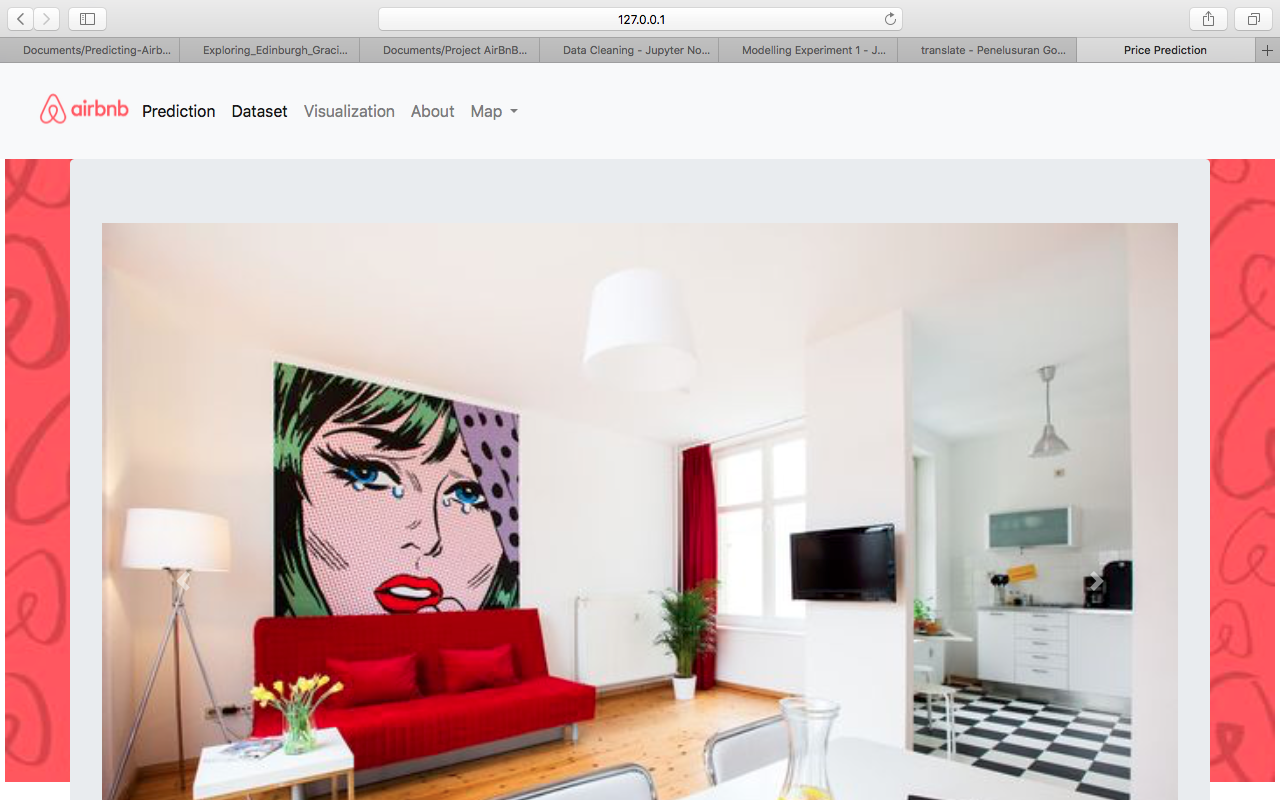 127.0.0.1
Documents/Predicting-Airb...
Exploring_Edinburgh_Graci...
Documents/Project AirBnB...
Data Cleaning - Jupyter No...
Modelling Experiment 1 - J...
translate - Penelusuran Go...
Price Prediction
airbnb Prediction Dataset Visualization About Map